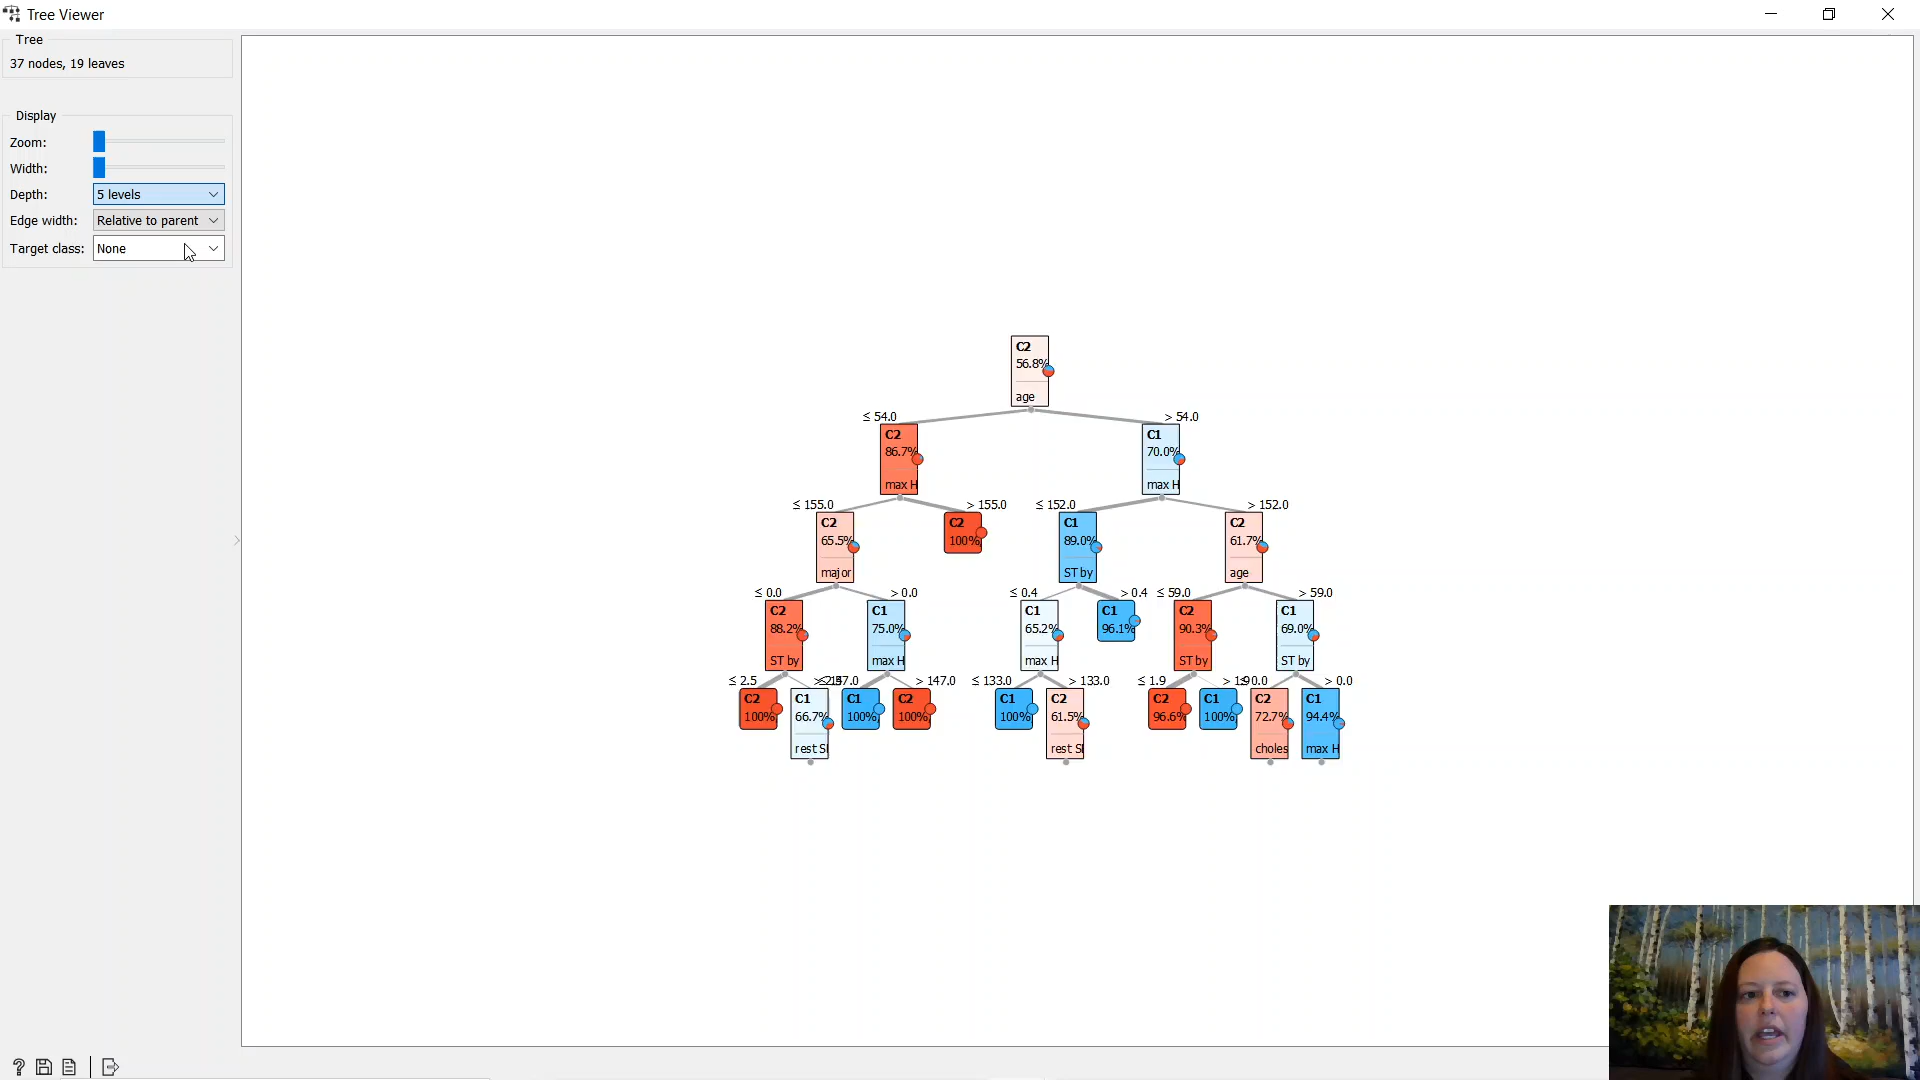 Tree Viewer
Tree
37 nodes, 19 leaves
Display
Zoom:
Width:
Depth: 5 levels
Edge width: Relative to parent
Target class: None
C2
56.8%
age
≤ 54.0 > 54.0
C2 C1
86.7% 70.0%
max H max H
≤ 155.0 > 155.0 ≤ 152.0 > 152.0
C2 C2 C1 C2
65.5% 100% 89.0% 61.7%
major ST by age
≤ 0.0 > 0.0 ≤ 0.4 > 0.4 ≤ 59.0 > 59.0
C2 C1 C1 C1 C2 C1
88.2% 75.0% 65.2% 96.1% 90.3% 69.0%
ST by max H max H ST by ST by
≤ 2.5 > 147.0 ≤ 133.0 > 133.0 ≤ 1.9 > 0.0
C2 C1 C1 C2 C1 C2 C2 C1 C2 C1
100% 66.7% 100% 100% 100% 61.5% 96.6% 100% 72.7% 94.4%
rest S rest S choles max H